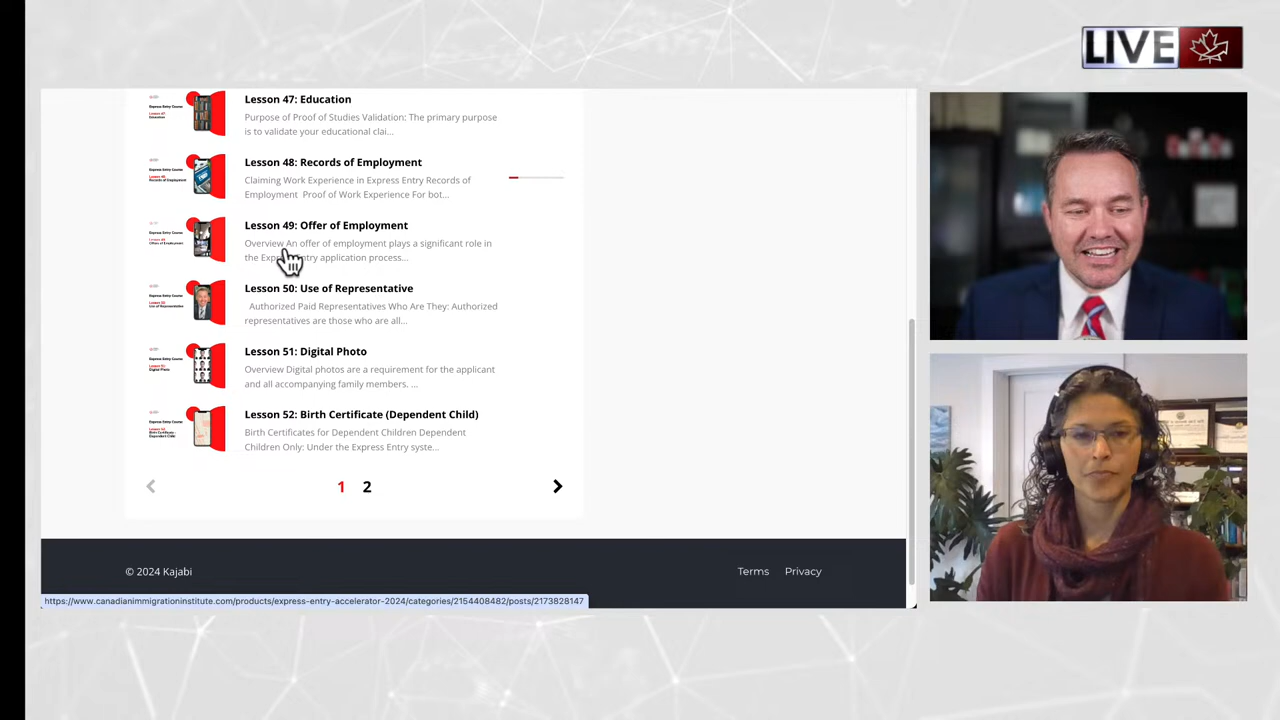 LIVE
Lesson 47: Education
Purpose of Proof of Studies Validation: The primary purpose
is to validate your educational clai...
Lesson 48: Records of Employment
Claiming Work Experience in Express Entry Records of
Employment  Proof of Work Experience For bot...
Lesson 49: Offer of Employment
Overview An offer of employment plays a significant role in
the Exp ntry application process...
Lesson 50: Use of Representative
Authorized Paid Representatives Who Are They: Authorized
representatives are those who are all...
Lesson 51: Digital Photo
Overview Digital photos are a requirement for the applicant
and all accompanying family members. ...
Lesson 52: Birth Certificate (Dependent Child)
Birth Certificates for Dependent Children Dependent
Children Only: Under the Express Entry syste...
1 2
© 2024 Kajabi
Terms Privacy
https://www.canadianimmigrationinstitute.com/products/express-entry-accelerator-2024/categories/2154408482/posts/2173828147